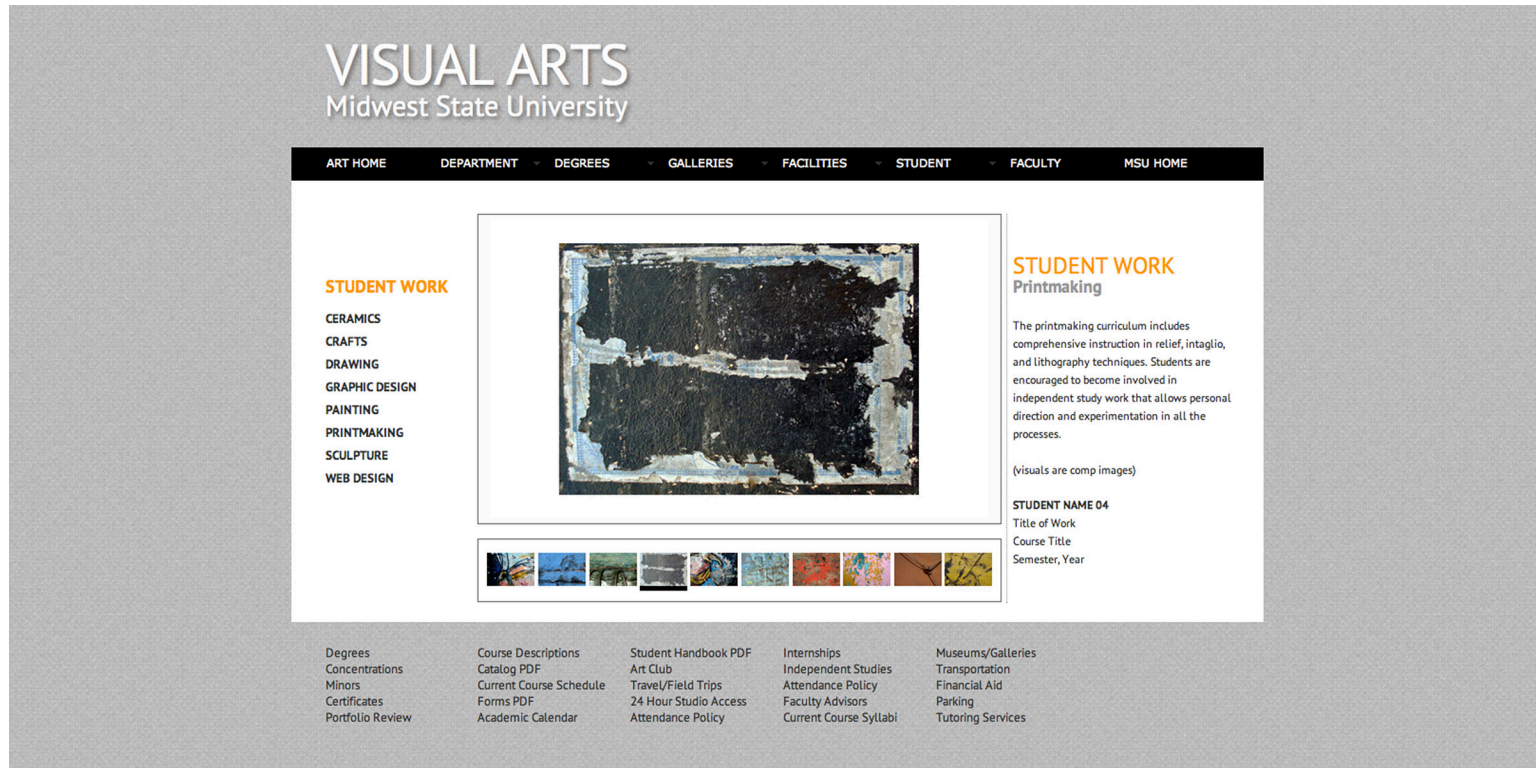 VISUAL ARTS
Midwest State University
ART HOME DEPARTMENT DEGREES GALLERIES FACILITIES STUDENT FACULTY MSU HOME
STUDENT WORK
CERAMICS
CRAFTS
DRAWING
GRAPHIC DESIGN
PAINTING
PRINTMAKING
SCULPTURE
WEB DESIGN
STUDENT WORK
Printmaking
The printmaking curriculum includes
comprehensive instruction in relief, intaglio,
and lithography techniques. Students are
encouraged to become involved in
independent study work that allows personal
direction and experimentation in all the
processes.
(visuals are comp images)
STUDENT NAME 04
Title of Work
Course Title
Semester, Year
Degrees
Concentrations
Minors
Certificates
Portfolio Review
Course Descriptions
Catalog PDF
Current Course Schedule
Forms PDF
Academic Calendar
Student Handbook PDF
Art Club
Travel/Field Trips
24 Hour Studio Access
Attendance Policy
Internships
Independent Studies
Attendance Policy
Faculty Advisors
Current Course Syllabi
Museums/Galleries
Transportation
Financial Aid
Parking
Tutoring Services